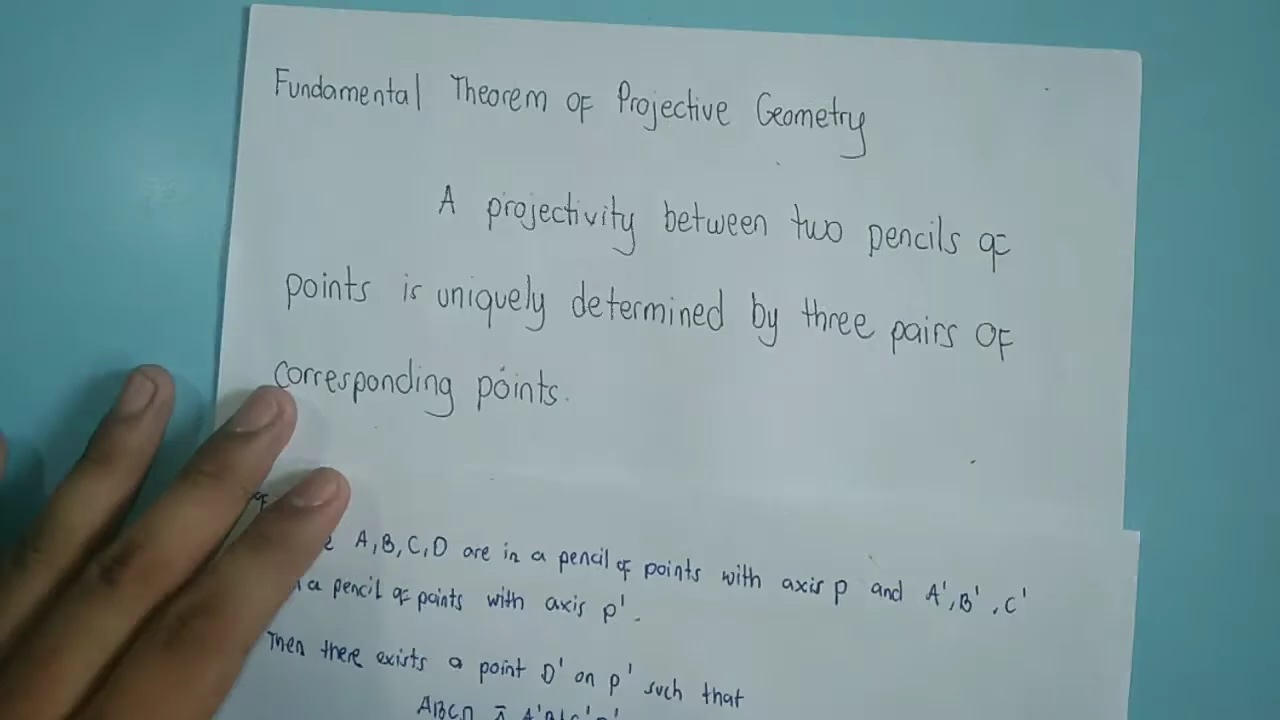 Fundamental Theorem of Projective Geometry
A projectivity between two pencils of
points is uniquely determined by three pairs of
corresponding points.
A, B, C, D are in a pencil of points with axis p and A', B', C'
a pencil of points with axis p'.
Then there exists a point D' on p' such that
ABCD